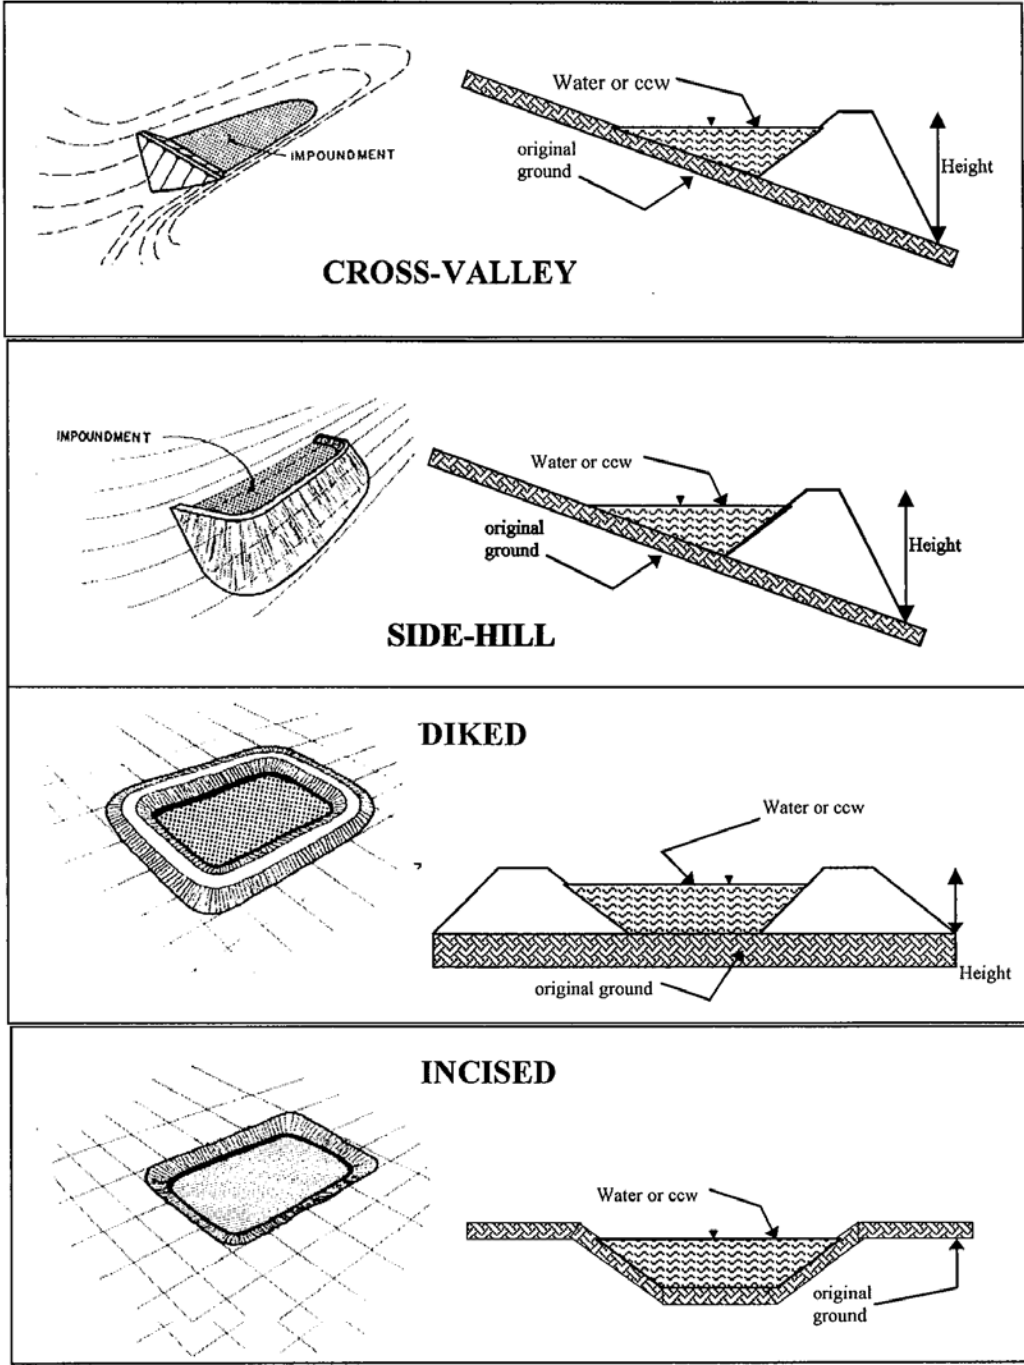 Water or ccw
IMPOUNDMENT
original
ground
Height
CROSS-VALLEY
IMPOUNDMENT
Water or ccw
original
ground
Height
SIDE-HILL
DIKED
Water or ccw
original ground
Height
INCISED
Water or ccw
original
ground